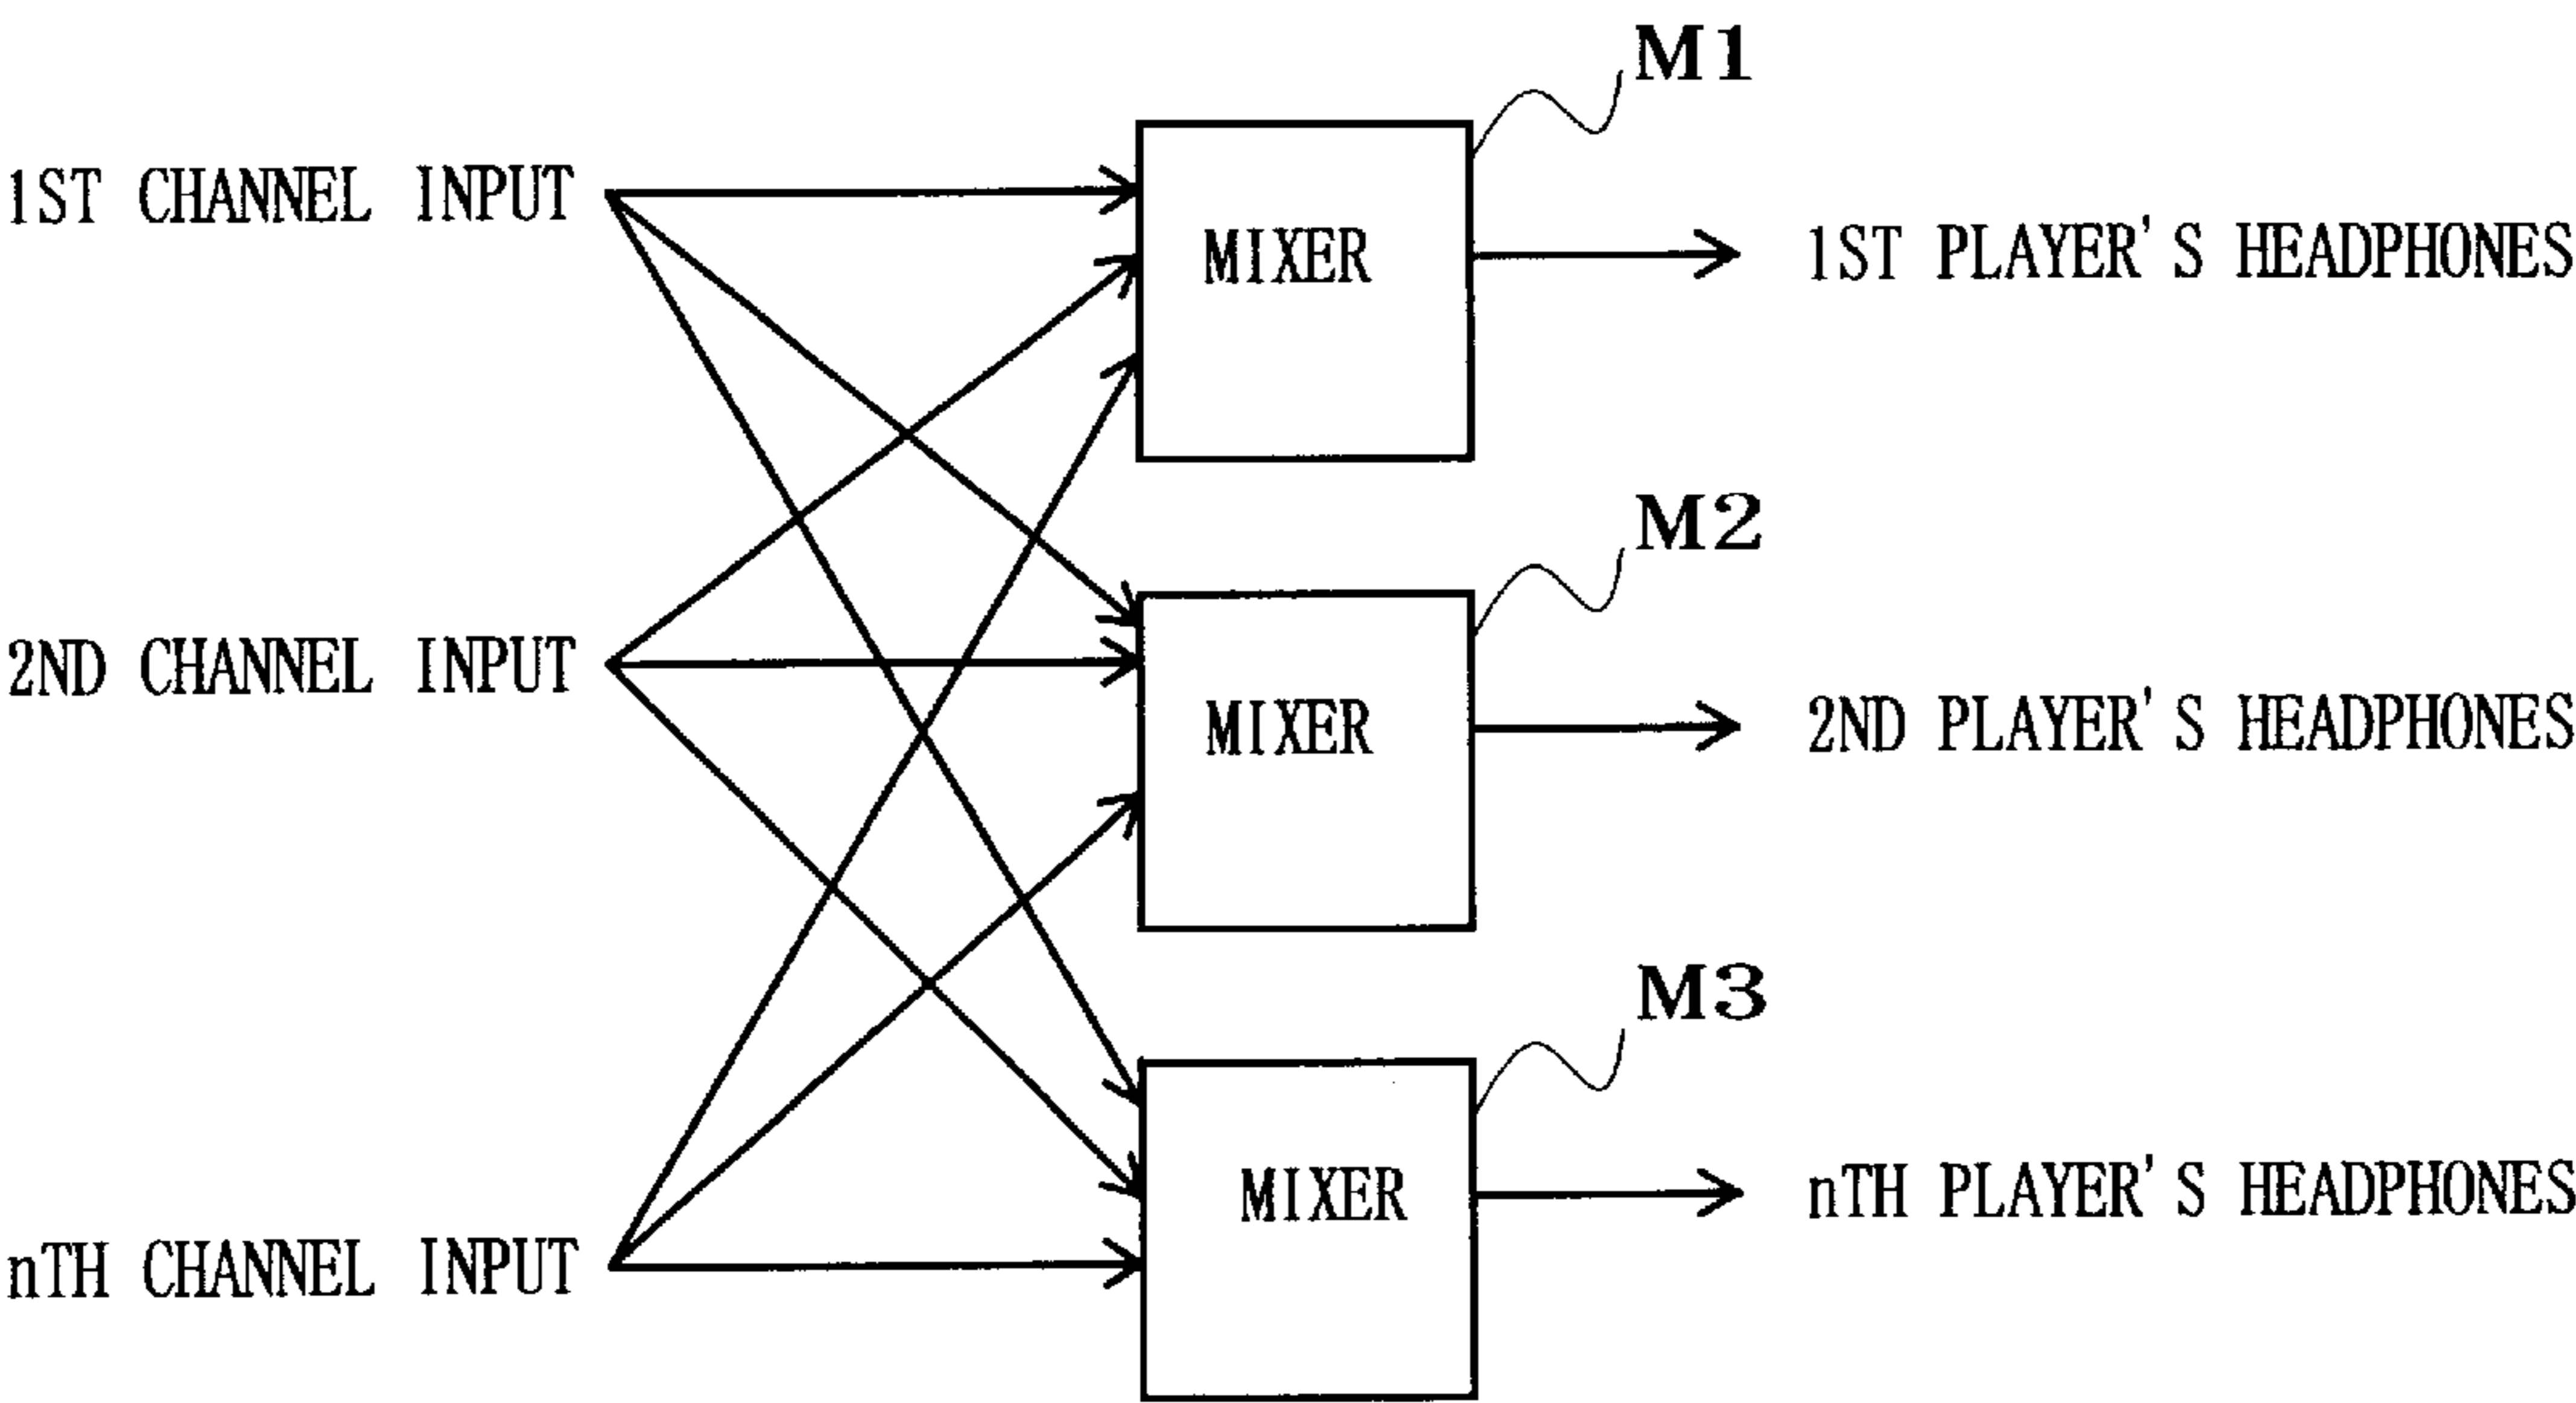 M1
1ST CHANNEL INPUT
MIXER
1ST PLAYER'S HEADPHONES
M2
2ND CHANNEL INPUT
MIXER
2ND PLAYER'S HEADPHONES
M3
nTH CHANNEL INPUT
MIXER
nTH PLAYER'S HEADPHONES